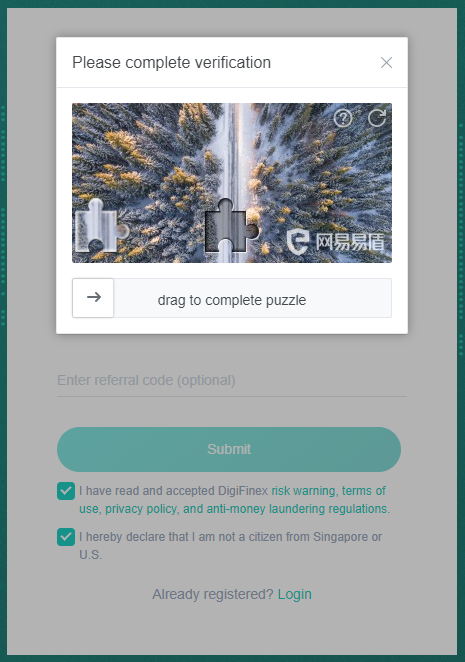 Please complete verification
网易易盾
drag to complete puzzle
Enter referral code (optional)
Submit
I have read and accepted DigiFinex risk warning, terms of
use, privacy policy, and anti-money laundering regulations.
I hereby declare that I am not a citizen from Singapore or
U.S.
Already registered? Login